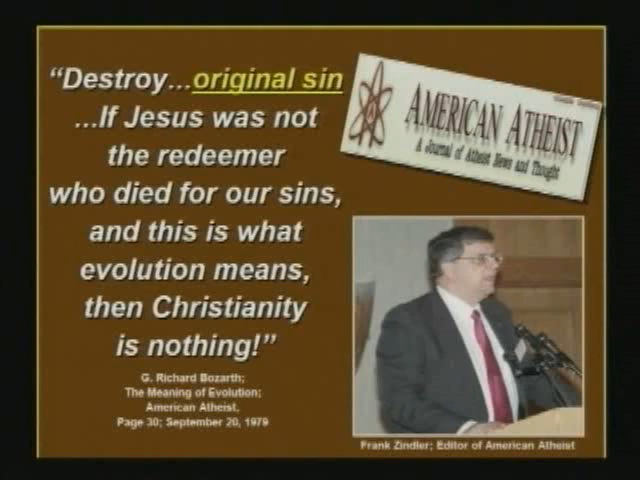 "Destroy...original sin
...If Jesus was not
the redeemer
who died for our sins,
and this is what
evolution means,
then Christianity
is nothing!"
G. Richard Bozarth;
The Meaning of Evolution;
American Atheist,
Page 30; September 20, 1979
AMERICAN ATHEIST
A Journal of Atheist News and Thought
Frank Zindler; Editor of American Atheist